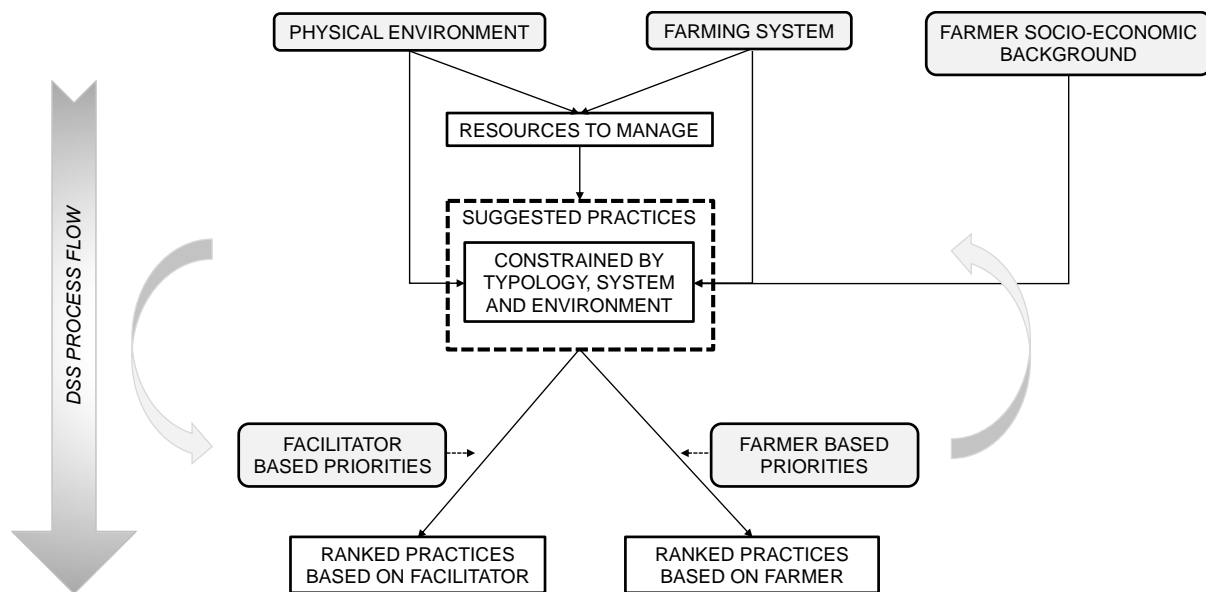 PHYSICAL ENVIRONMENT
FARMING SYSTEM
FARMER SOCIO-ECONOMIC
BACKGROUND
RESOURCES TO MANAGE
SUGGESTED PRACTICES
CONSTRAINED BY
TYPOLOGY, SYSTEM
AND ENVIRONMENT
DSS PROCESS FLOW
FACILITATOR
BASED PRIORITIES
FARMER BASED
PRIORITIES
RANKED PRACTICES
BASED ON FACILITATOR
RANKED PRACTICES
BASED ON FARMER